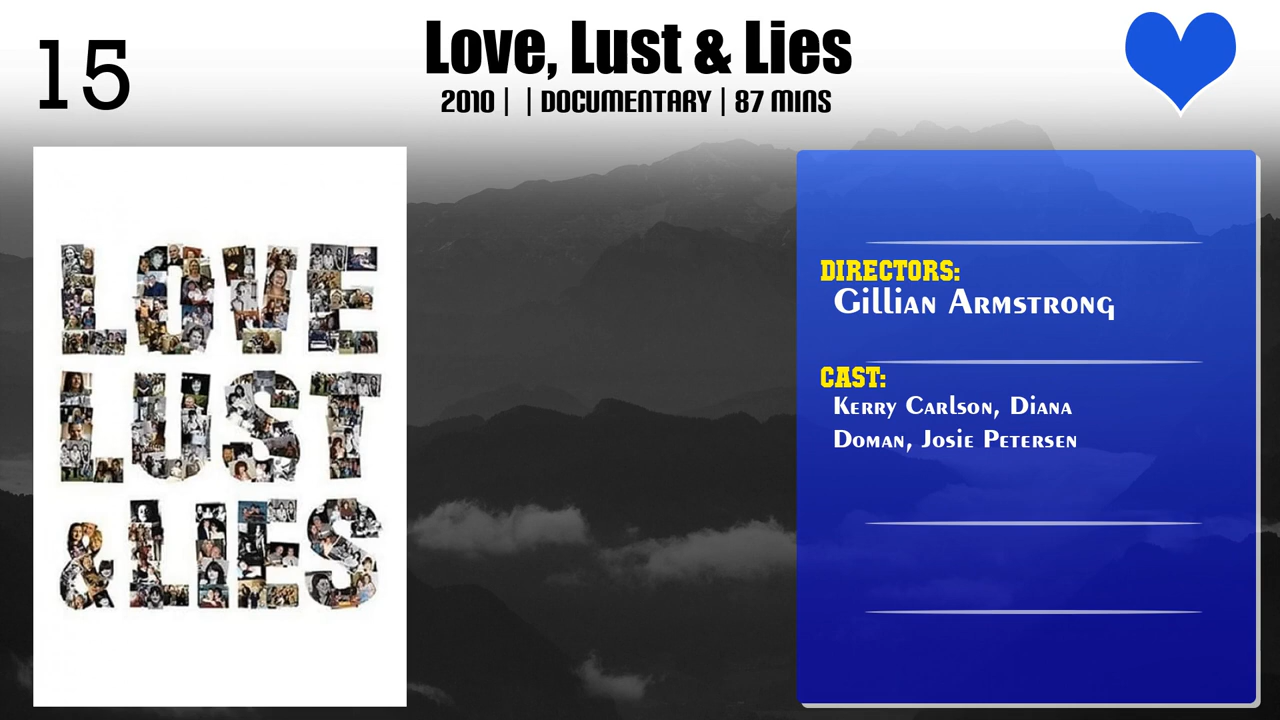 15
Love, Lust & Lies
2010 | | DOCUMENTARY | 87 MINS
LOVE
LUST
& LIES
DIRECTORS:
Gillian Armstrong
CAST:
Kerry Carlson, Diana
Doman, Josie Petersen